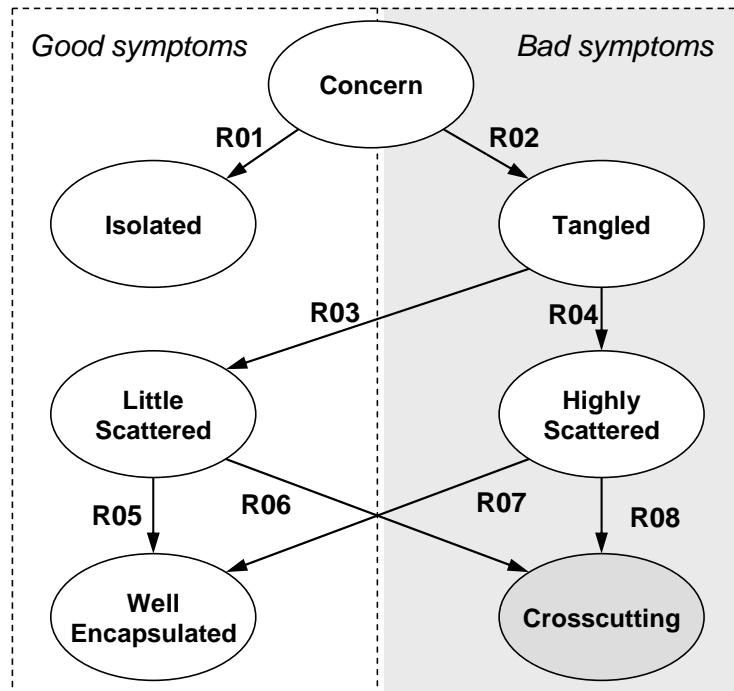 Good symptoms
Bad symptoms
Concern
R01
R02
Isolated
Tangled
R03
R04
Little
Scattered
Highly
Scattered
R05
R06
R07
R08
Well
Encapsulated
Crosscutting